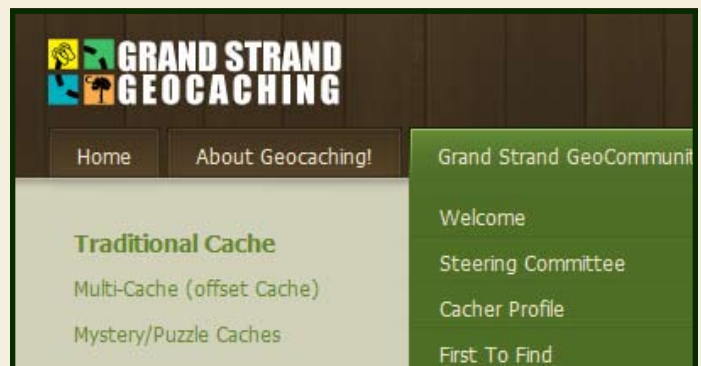 GRAND STRAND
GEOCACHING
Home
About Geocaching!
Grand Strand GeoCommunit
Traditional Cache
Multi-Cache (offset Cache)
Mystery/Puzzle Caches
Welcome
Steering Committee
Cacher Profile
First To Find